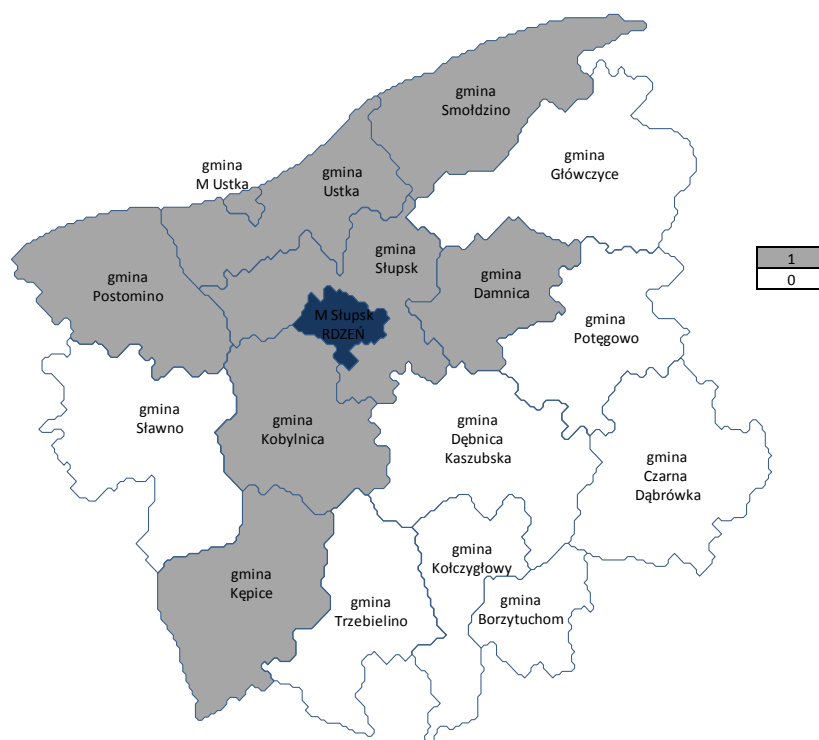 gmina
Smołdzino
gmina
Główczyce
gmina
M Ustka
gmina
Ustka
gmina
Słupsk
gmina
Postomino
gmina
Damnica
1
0
M Słupsk
RDZEŃ
gmina
Potęgowo
gmina
Sławno
gmina
Kobylnica
gmina
Dębnica
Kaszubska
gmina
Czarna
Dąbrówka
gmina
Kołczygłowy
gmina
Kępice
gmina
Trzebielino
gmina
Borzytuchom